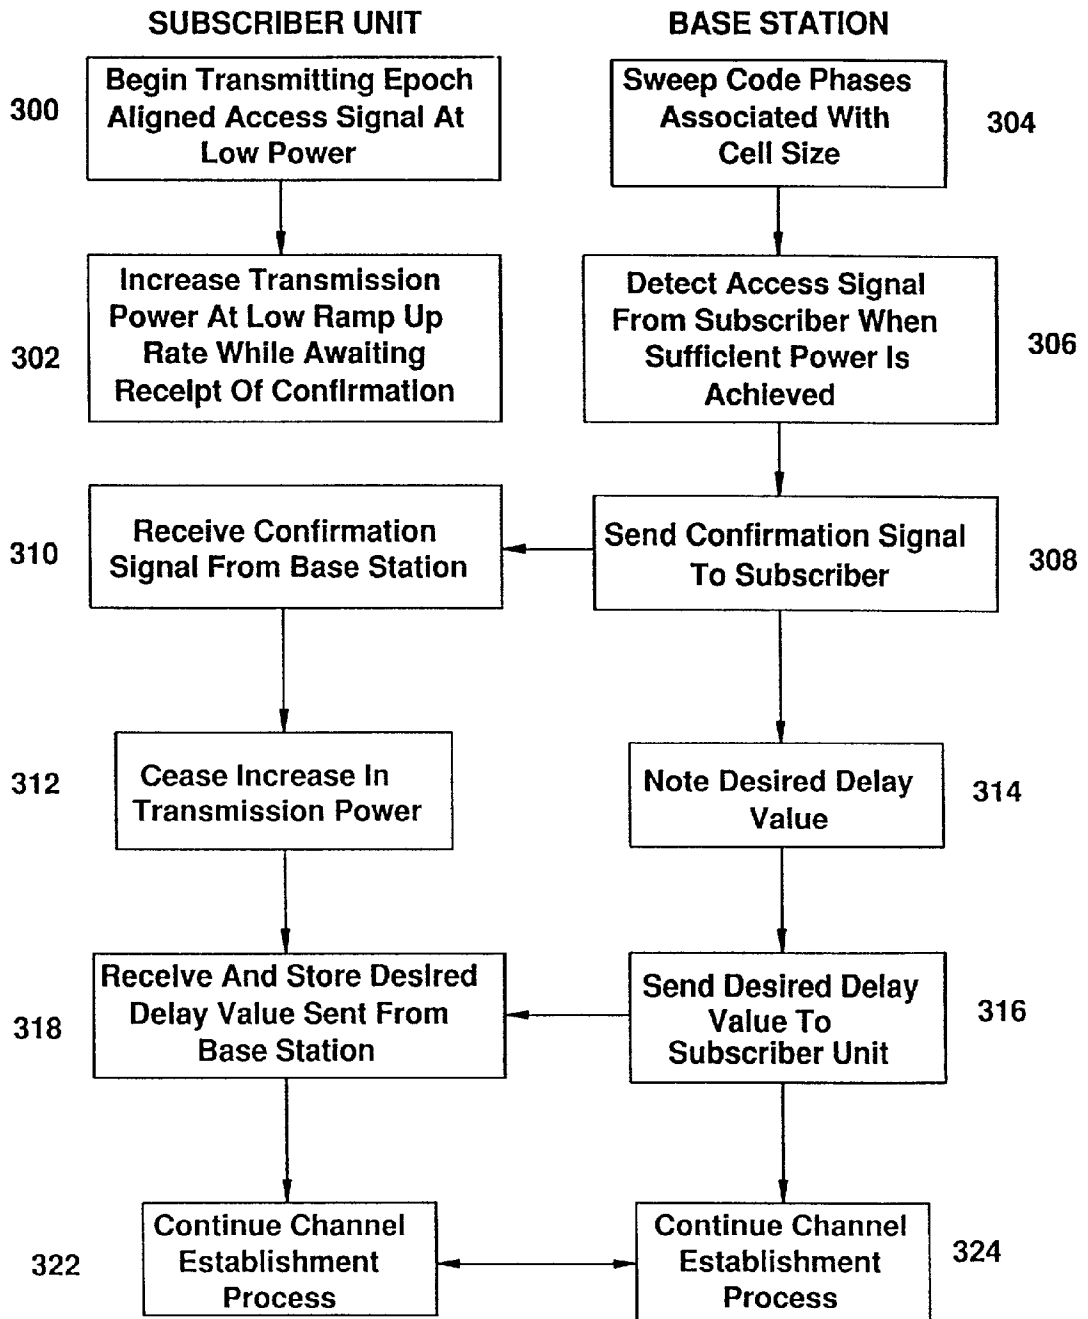 SUBSCRIBER UNIT
BASE STATION
300
Begin Transmitting Epoch
Aligned Access Signal At
Low Power
Sweep Code Phases
Associated With
Cell Size
304
302
Increase Transmission
Power At Low Ramp Up
Rate While Awaiting
Receipt Of Confirmation
Detect Access Signal
From Subscriber When
Sufficient Power Is
Achieved
306
310
Receive Confirmation
Signal From Base Station
Send Confirmation Signal
To Subscriber
308
312
Cease Increase In
Transmission Power
Note Desired Delay
Value
314
318
Receive And Store Desired
Delay Value Sent From
Base Station
Send Desired Delay
Value To
Subscriber Unit
316
322
Continue Channel
Establishment
Process
Continue Channel
Establishment
Process
324